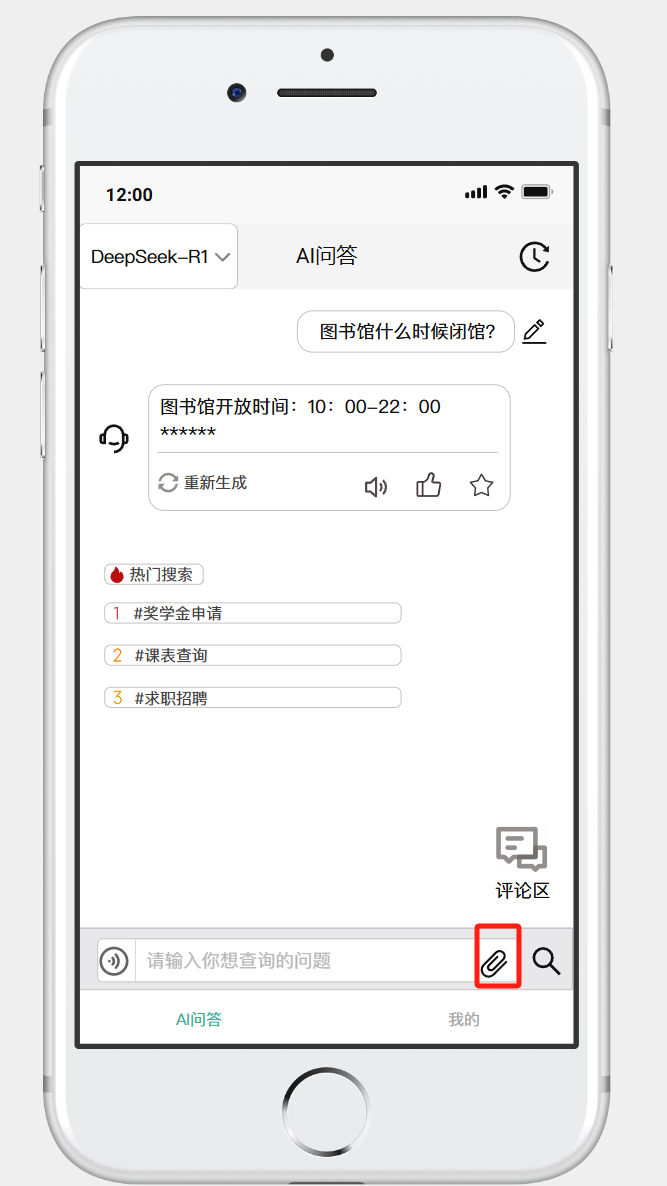 12:00
DeepSeek-R1
AI问答
图书馆什么时候闭馆?
图书馆开放时间：10：00-22：00
******
重新生成
热门搜索
1 #奖学金申请
2 #课表查询
3 #求职招聘
评论区
请输入你想查询的问题
AI问答
我的